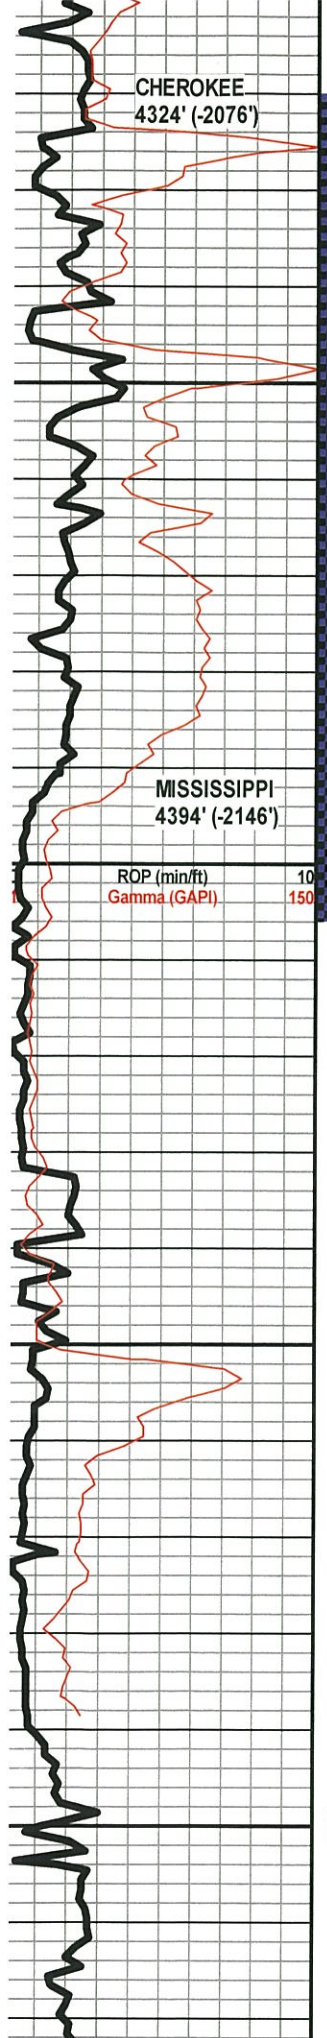 CHEROKEE
4324' (-2076')
MISSISSIPPI
4394' (-2146')
ROP (min/ft) 10
Gamma (GAPI) 150